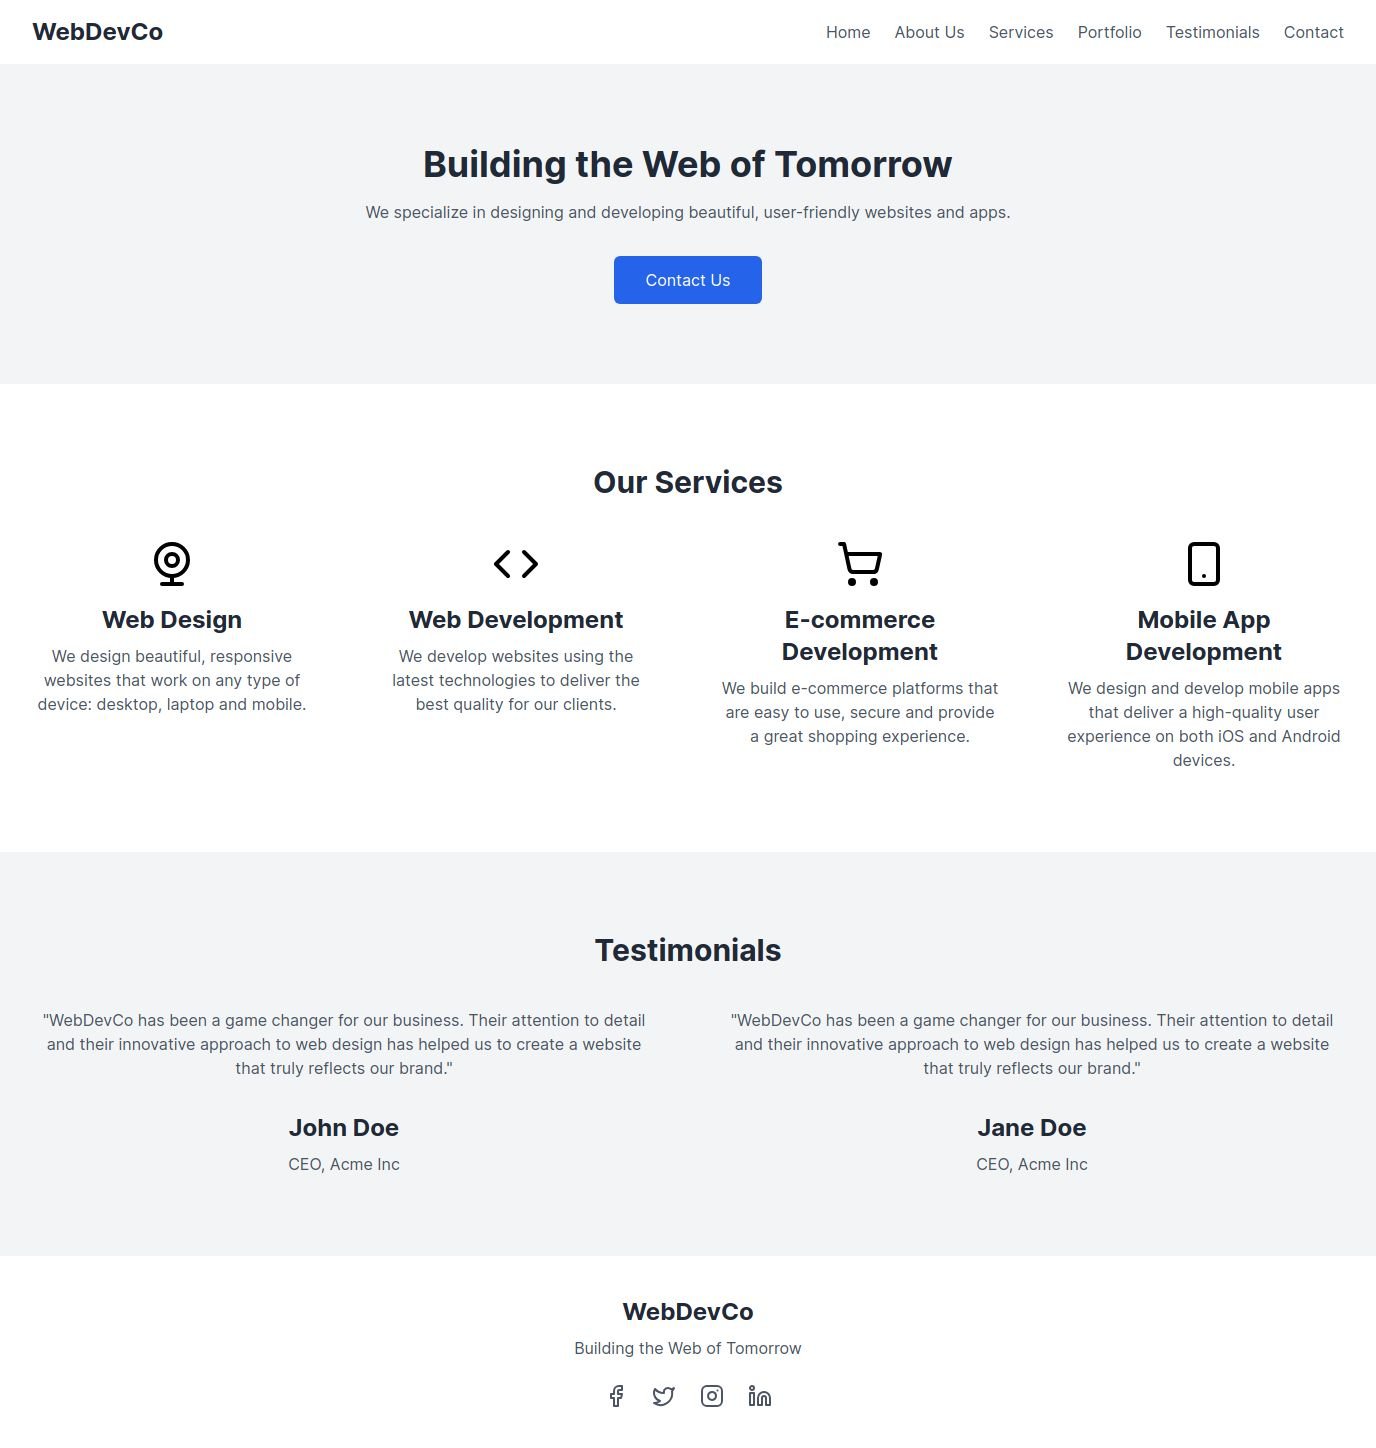 WebDevCo
Home About Us Services Portfolio Testimonials Contact
Building the Web of Tomorrow
We specialize in designing and developing beautiful, user-friendly websites and apps.
Contact Us
Our Services
Web Design
We design beautiful, responsive
websites that work on any type of
device: desktop, laptop and mobile.
Web Development
We develop websites using the
latest technologies to deliver the
best quality for our clients.
E-commerce
Development
We build e-commerce platforms that
are easy to use, secure and provide
a great shopping experience.
Mobile App
Development
We design and develop mobile apps
that deliver a high-quality user
experience on both iOS and Android
devices.
Testimonials
"WebDevCo has been a game changer for our business. Their attention to detail
and their innovative approach to web design has helped us to create a website
that truly reflects our brand."
John Doe
CEO, Acme Inc
"WebDevCo has been a game changer for our business. Their attention to detail
and their innovative approach to web design has helped us to create a website
that truly reflects our brand."
Jane Doe
CEO, Acme Inc
WebDevCo
Building the Web of Tomorrow